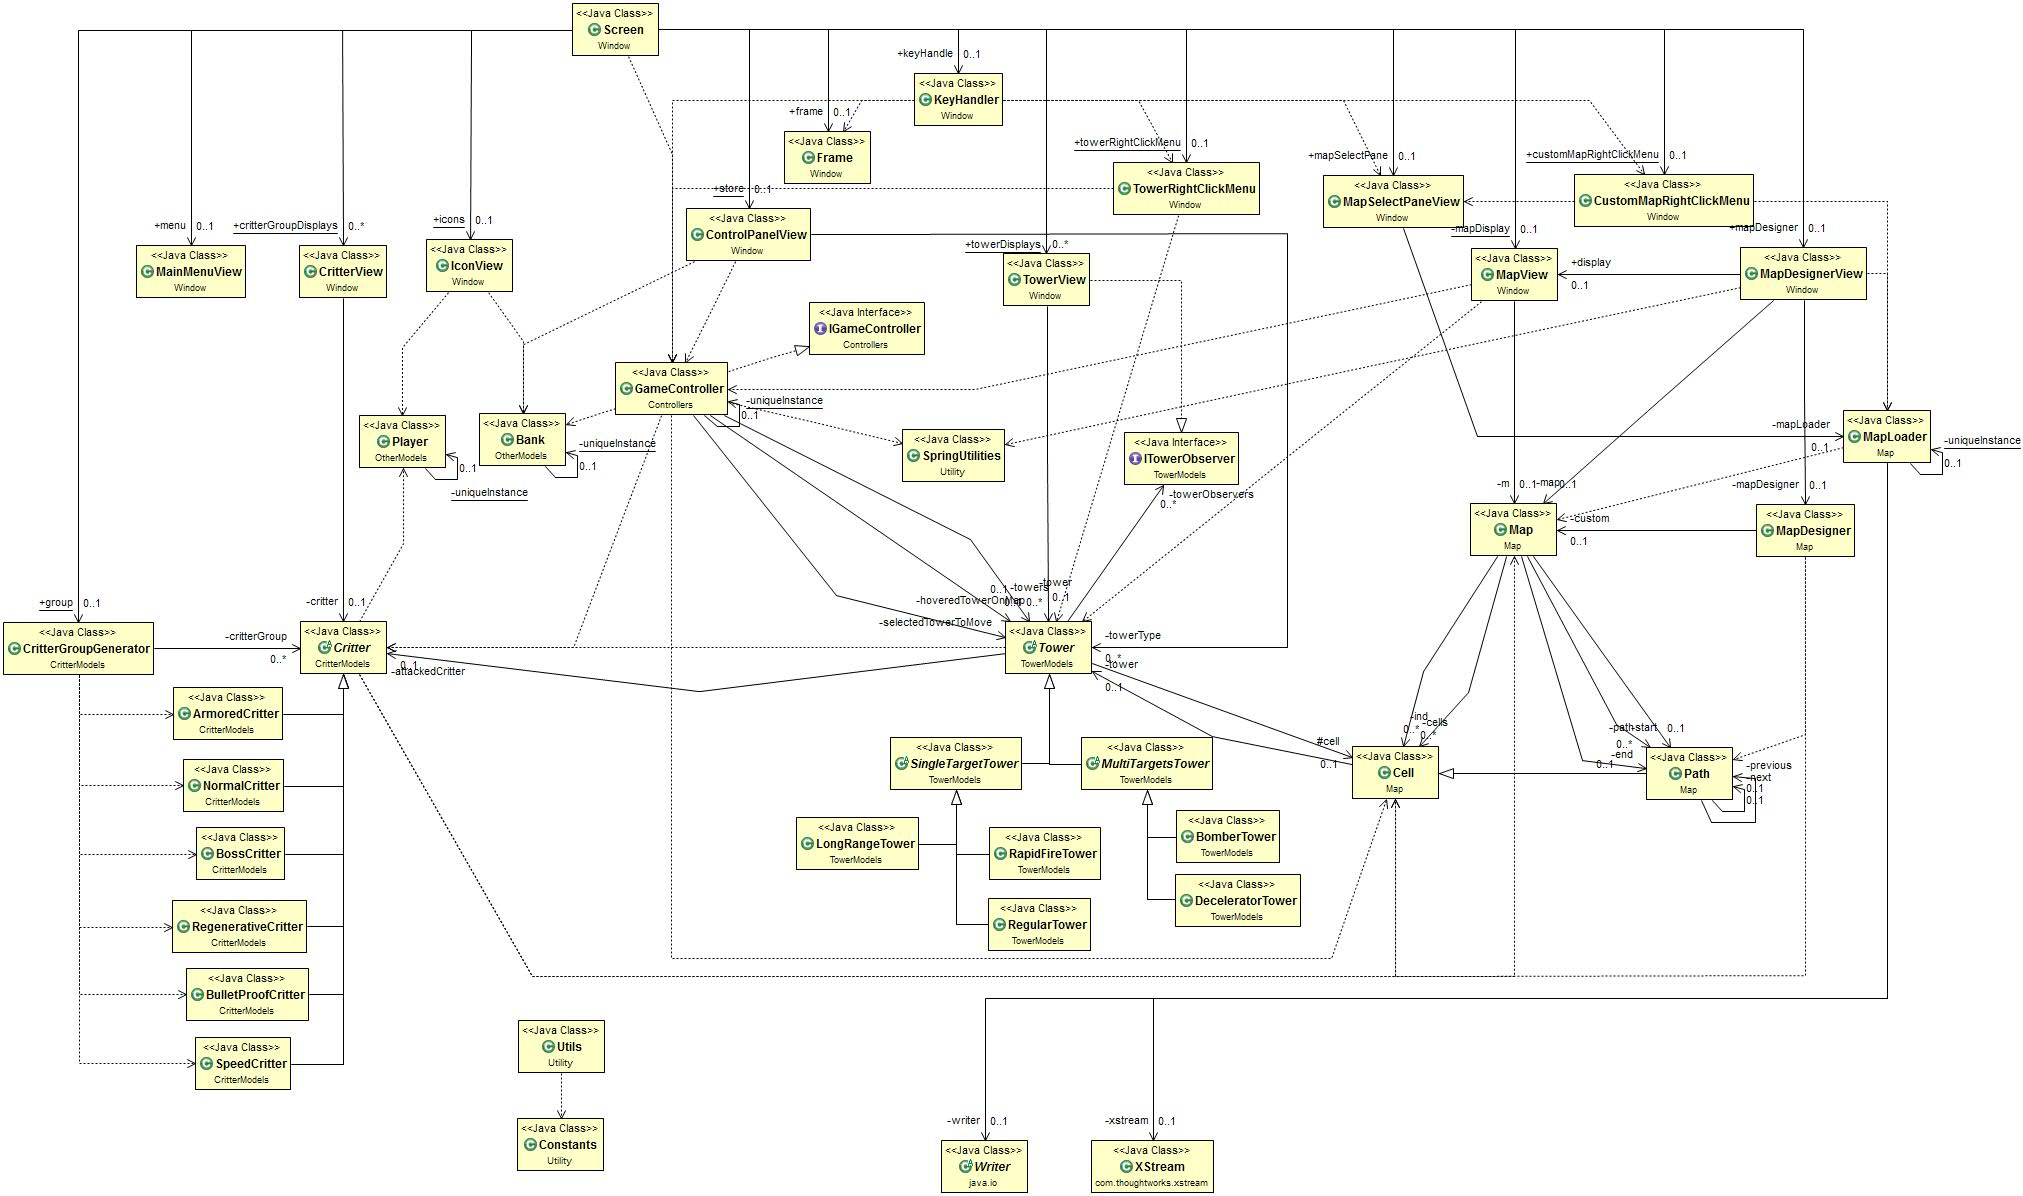 <<Java Class>>
Screen
Window
+keyHandle 0..1
<<Java Class>>
KeyHandler
Window
+frame 0..1
<<Java Class>>
Frame
Window
+towerRightClickMenu 0..1
<<Java Class>>
TowerRightClickMenu
Window
+mapSelectPane 0..1
<<Java Class>>
MapSelectPaneView
Window
+customMapRightClickMenu 0..1
<<Java Class>>
CustomMapRightClickMenu
Window
+store 0..1
<<Java Class>>
ControlPanelView
Window
+menu 0..1
<<Java Class>>
MainMenuView
Window
+critterGroupDisplays 0..*
<<Java Class>>
CritterView
Window
+icons 0..1
<<Java Class>>
IconView
Window
+towerDisplays 0..*
<<Java Class>>
TowerView
Window
-mapDisplay 0..1
<<Java Class>>
MapView
Window
+display
0..1
+mapDesigner 0..1
<<Java Class>>
MapDesignerView
Window
<<Java Interface>>
IGameController
Controllers
<<Java Class>>
GameController
Controllers
-uniqueInstance
0..1
<<Java Class>>
Player
OtherModels
0..1
-uniqueInstance
<<Java Class>>
Bank
OtherModels
-uniqueInstance
0..1
<<Java Class>>
SpringUtilities
Utility
<<Java Interface>>
ITowerObserver
TowerModels
-towerObservers
0..*
-mapLoader
0..1
<<Java Class>>
MapLoader
Map
-uniqueInstance
0..1
-m 0..1
-map 0..1
<<Java Class>>
Map
Map
-custom
0..1
-mapDesigner 0..1
<<Java Class>>
MapDesigner
Map
+group 0..1
<<Java Class>>
CritterGroupGenerator
CritterModels
-critterGroup
0..*
-critter 0..1
<<Java Class>>
Critter
CritterModels
0..1
-attackedCritter
0..1
-towers
-tower
-hoveredTowerOnMap
0..1
0..*
0..1
-selectedTowerToMove
<<Java Class>>
Tower
TowerModels
-towerType
0..*
-tower
0..1
<<Java Class>>
ArmoredCritter
CritterModels
<<Java Class>>
NormalCritter
CritterModels
<<Java Class>>
BossCritter
CritterModels
<<Java Class>>
RegenerativeCritter
CritterModels
<<Java Class>>
BulletProofCritter
CritterModels
<<Java Class>>
SpeedCritter
CritterModels
<<Java Class>>
SingleTargetTower
TowerModels
<<Java Class>>
MultiTargetsTower
TowerModels
<<Java Class>>
LongRangeTower
TowerModels
<<Java Class>>
RapidFireTower
TowerModels
<<Java Class>>
RegularTower
TowerModels
<<Java Class>>
BomberTower
TowerModels
<<Java Class>>
DeceleratorTower
TowerModels
#cell
0..1
-ind
0..*
-cells
0..*
<<Java Class>>
Cell
Map
-path
0..*
-start
0..1
-end
0..1
<<Java Class>>
Path
Map
-previous
-next
0..1
0..1
<<Java Class>>
Utils
Utility
<<Java Class>>
Constants
Utility
-writer 0..1
<<Java Class>>
Writer
java.io
-xstream 0..1
<<Java Class>>
XStream
com.thoughtworks.xstream